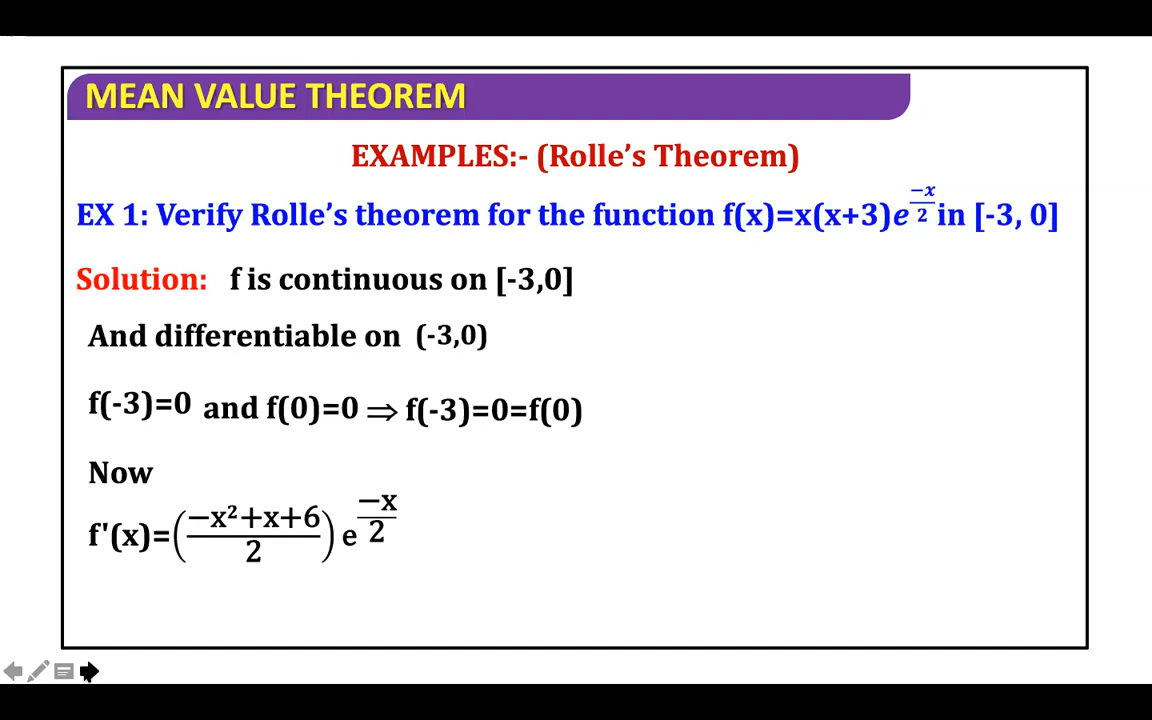 MEAN VALUE THEOREM
EXAMPLES:- (Rolle’s Theorem)
EX 1: Verify Rolle’s theorem for the function f(x)=x(x+3)e^(−x/2) in [-3, 0]
Solution: f is continuous on [-3,0]
And differentiable on (-3,0)
f(-3)=0 and f(0)=0 ⇒ f(-3)=0=f(0)
Now
f'(x)=((−x²+x+6)/2) e^(−x/2)